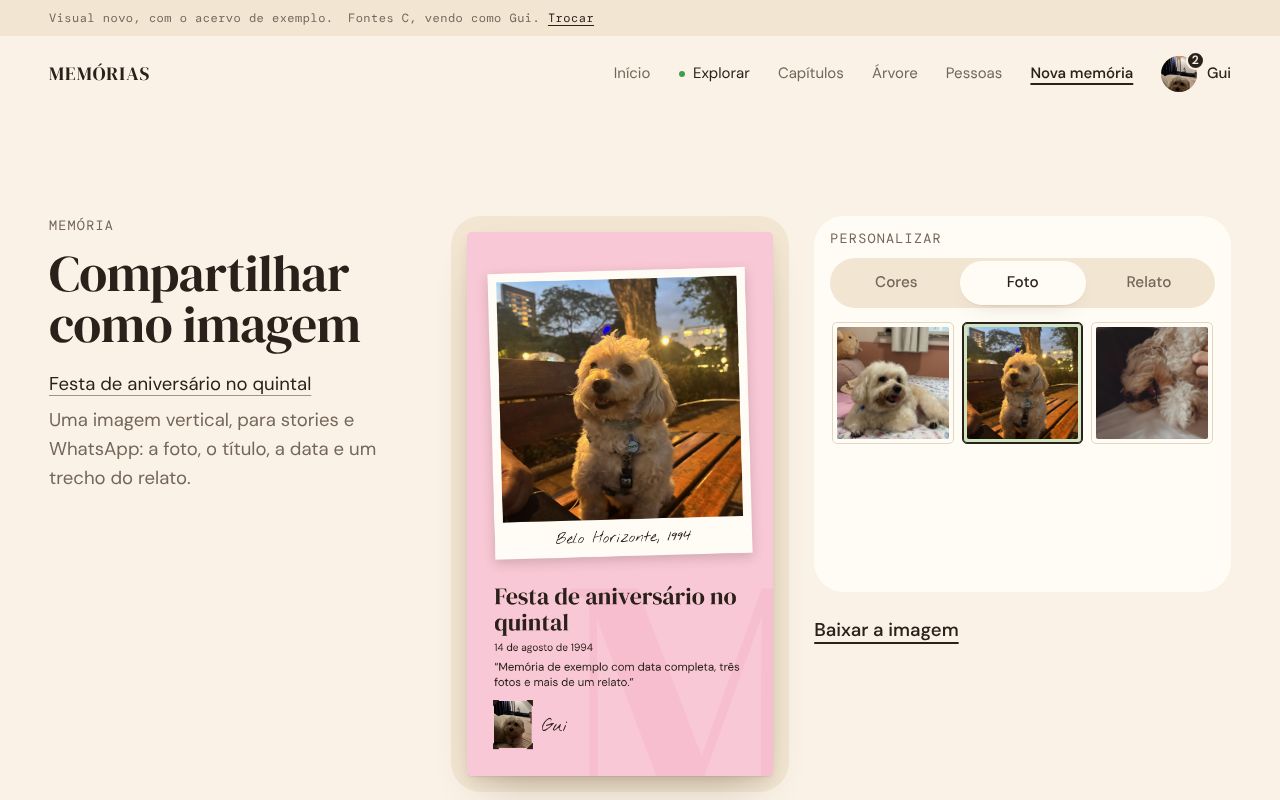 Visual novo, com o acervo de exemplo. Fontes C, vendo como Gui. Trocar
MEMÓRIAS
Início
Explorar
Capítulos
Árvore
Pessoas
Nova memória
2
Gui
MEMÓRIA
Compartilhar
como imagem
Festa de aniversário no quintal
Uma imagem vertical, para stories e
WhatsApp: a foto, o título, a data e um
trecho do relato.
Belo Horizonte, 1994
Festa de aniversário no
quintal
14 de agosto de 1994
“Memória de exemplo com data completa, três
fotos e mais de um relato.”
Gui
M
PERSONALIZAR
Cores
Foto
Relato
Baixar a imagem